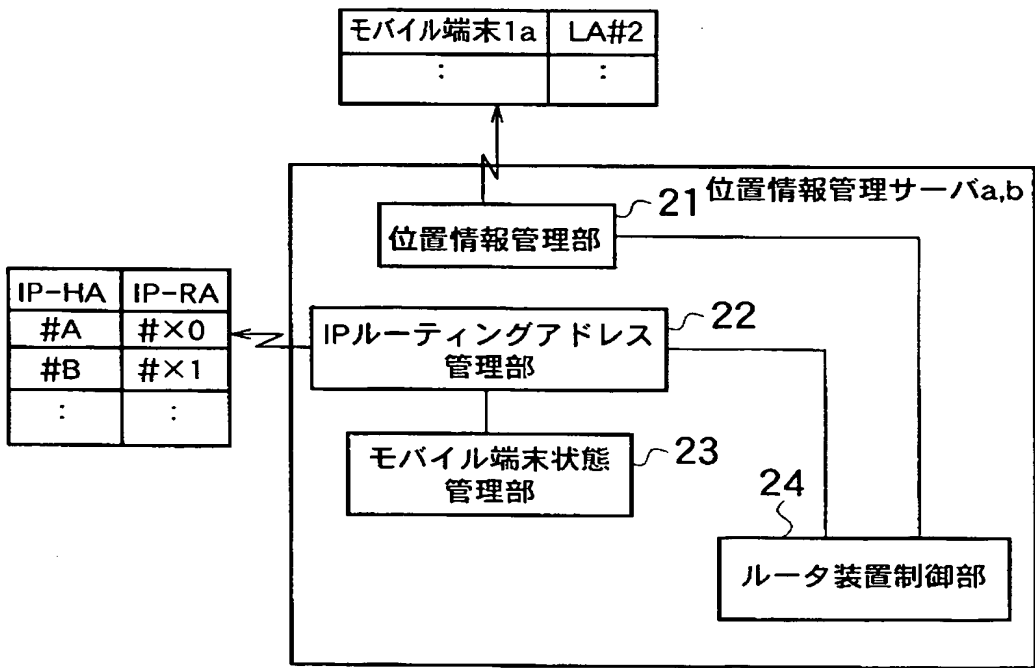 モバイル端末1a LA#2
: :
位置情報管理サーバa,b
21
位置情報管理部
IP-HA IP-RA
#A #×0
#B #×1
: :
IPルーティングアドレス
管理部
22
モバイル端末状態
管理部
23
24
ルータ装置制御部